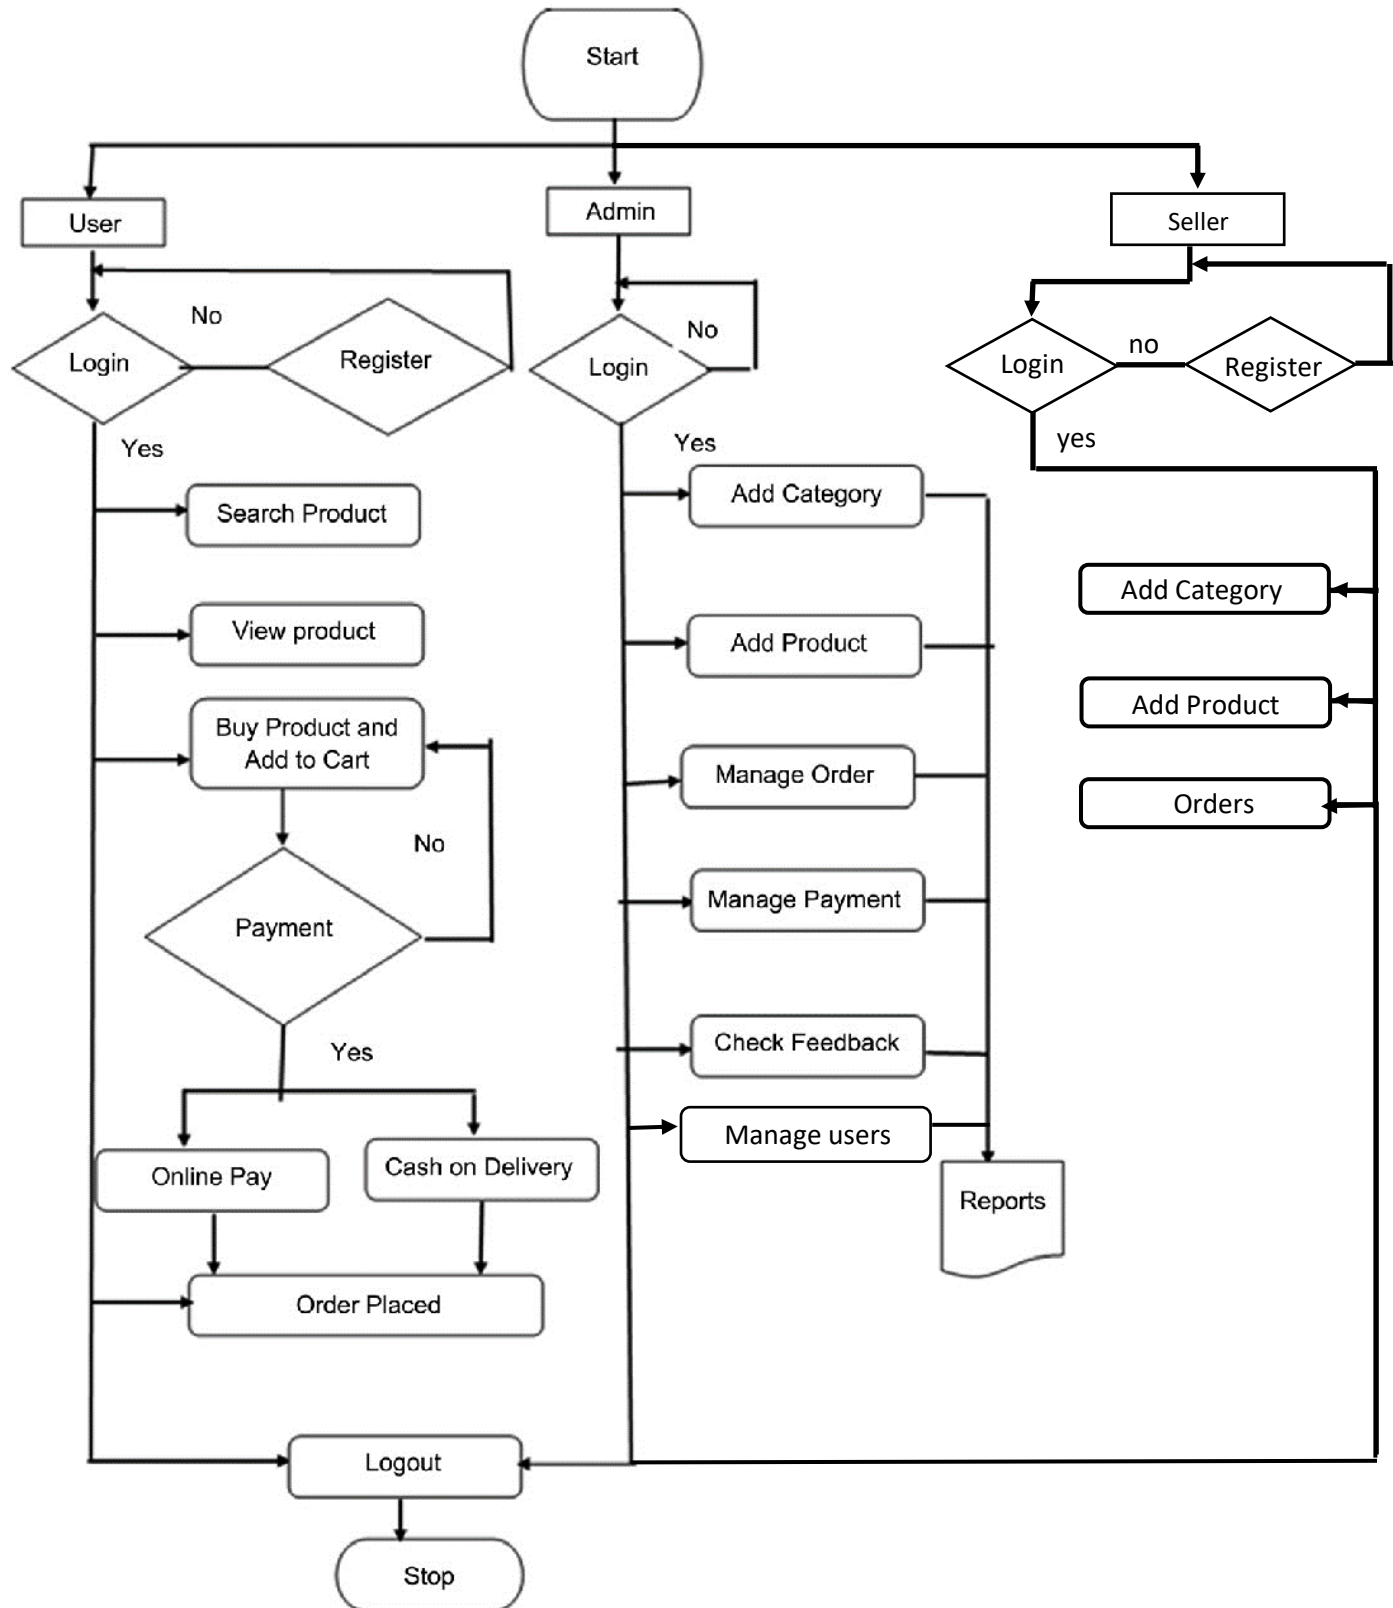 Start
User
Admin
Seller
No
Login
Register
Yes
No
Login
Yes
no
Login
Register
yes
Search Product
View product
Buy Product and
Add to Cart
No
Payment
Yes
Online Pay
Cash on Delivery
Order Placed
Add Category
Add Product
Manage Order
Manage Payment
Check Feedback
Manage users
Reports
Add Category
Add Product
Orders
Logout
Stop